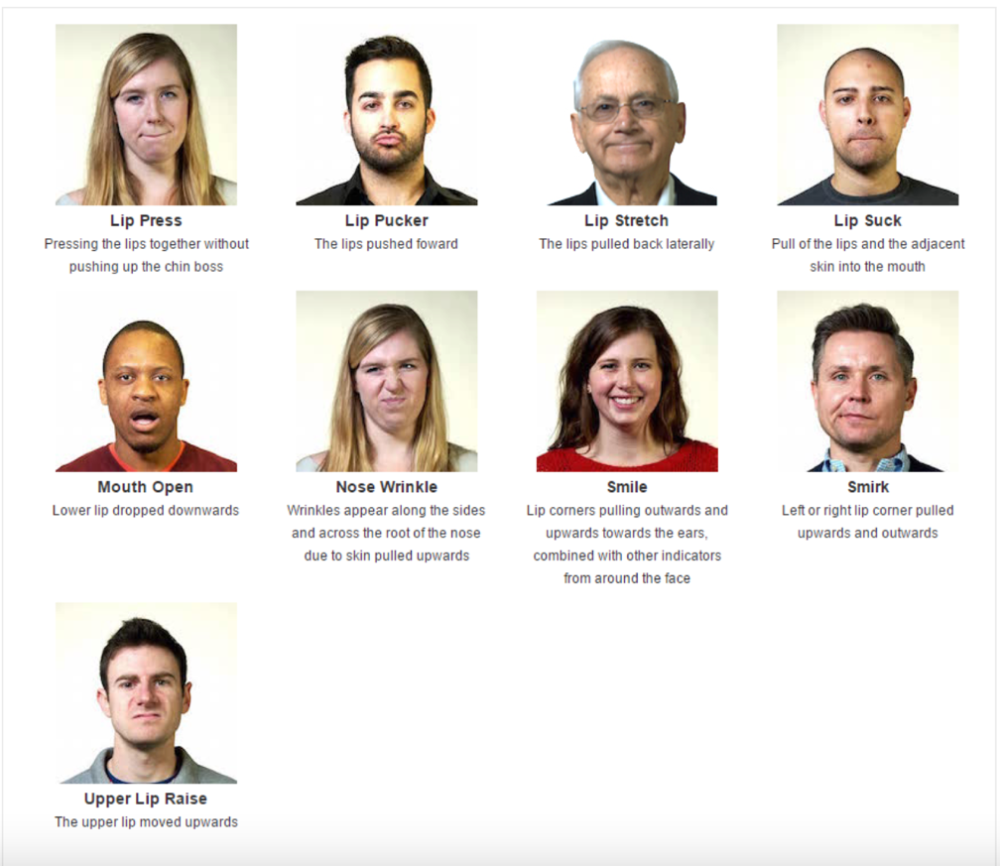 Lip Press
Pressing the lips together without
pushing up the chin boss
Lip Pucker
The lips pushed foward
Lip Stretch
The lips pulled back laterally
Lip Suck
Pull of the lips and the adjacent
skin into the mouth
Mouth Open
Lower lip dropped downwards
Nose Wrinkle
Wrinkles appear along the sides
and across the root of the nose
due to skin pulled upwards
Smile
Lip corners pulling outwards and
upwards towards the ears,
combined with other indicators
from around the face
Smirk
Left or right lip corner pulled
upwards and outwards
Upper Lip Raise
The upper lip moved upwards